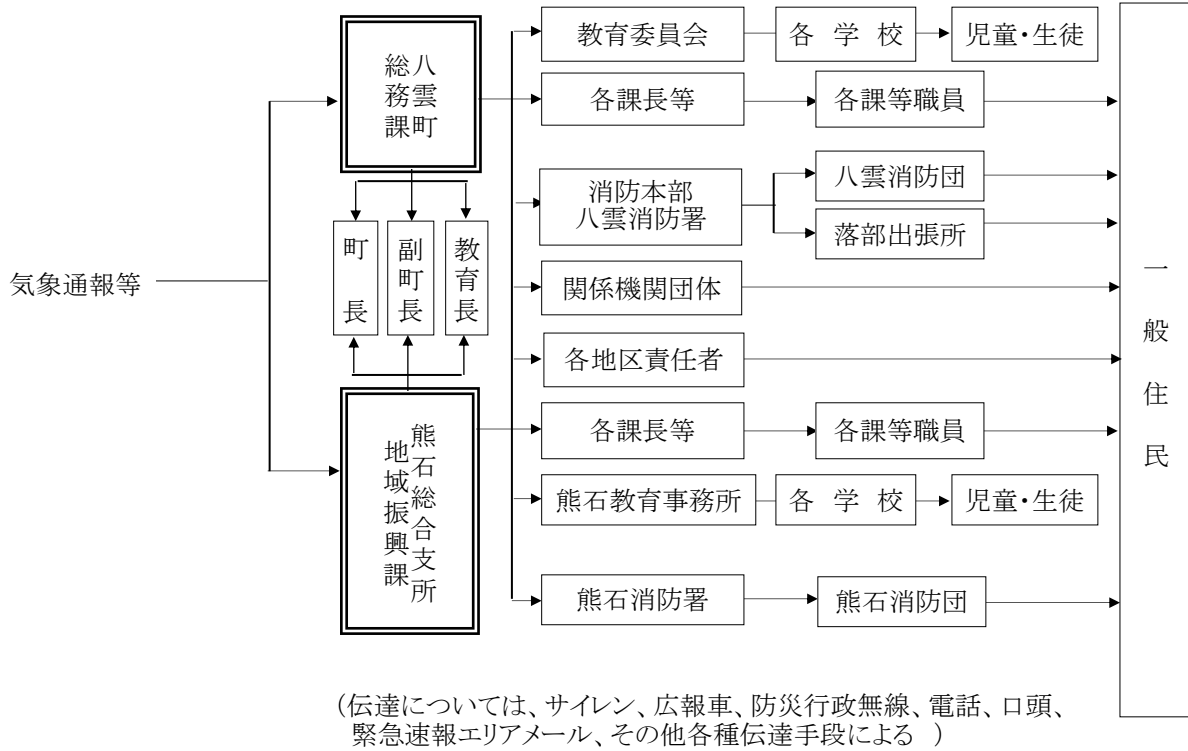 気象通報等
八雲町
総務課
町長
副町長
教育長
熊石総合支所
地域振興課
教育委員会
各学校
児童・生徒
各課長等
各課等職員
消防本部
八雲消防署
八雲消防団
落部出張所
関係機関団体
各地区責任者
各課長等
各課等職員
熊石教育事務所
各学校
児童・生徒
熊石消防署
熊石消防団
一般住民
(伝達については、サイレン、広報車、防災行政無線、電話、口頭、
緊急速報エリアメール、その他各種伝達手段による )